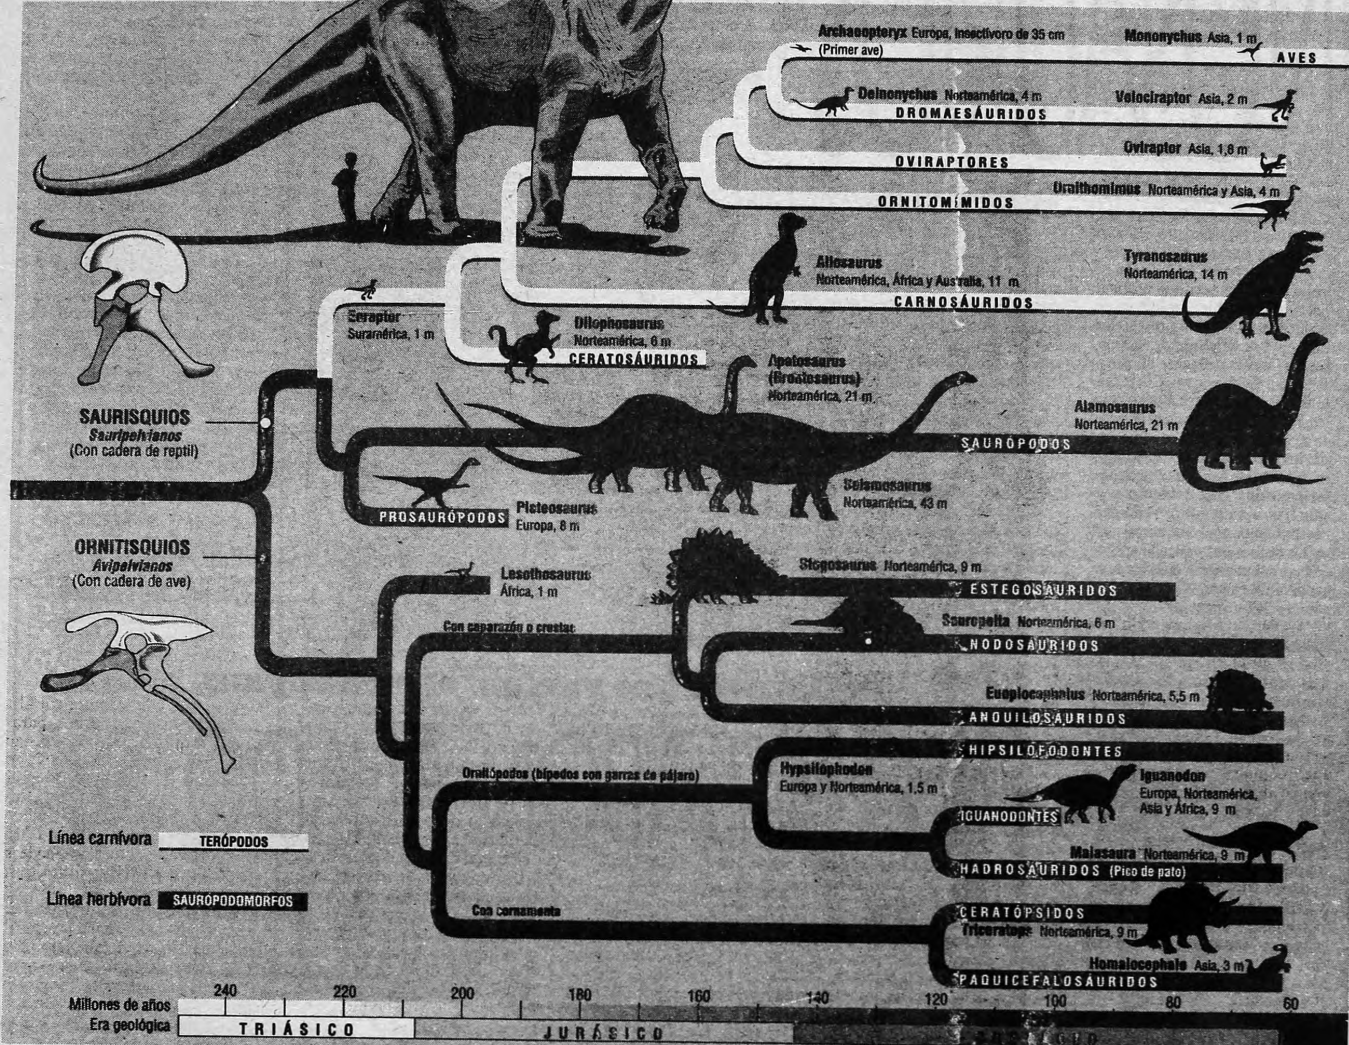 Archaeopteryx Europa, insectívoro de 35 cm
(Primer ave)
Mononychus Asia, 1 m
AVES
Deinonychus Norteamérica, 4 m
Velociraptor Asia, 2 m
DROMAESÁURIDOS
Oviraptor Asia, 1,8 m
OVIRAPTORES
Ornithomimus Norteamérica y Asia, 4 m
ORNITOMÍMIDOS
Allosaurus
Norteamérica, África y Australia, 11 m
Tyranosaurus
Norteamérica, 14 m
CARNOSÁURIDOS
Eoraptor
Suramérica, 1 m
Dilophosaurus
Norteamérica, 6 m
CERATOSÁURIDOS
Apatosaurus
(Brontosaurus)
Norteamérica, 21 m
Alamosaurus
Norteamérica, 21 m
SAURISQUIOS
Sauripelvianos
(Con cadera de reptil)
SAURÓPODOS
Seismosaurus
Norteamérica, 43 m
PROSAURÓPODOS
Plateosaurus
Europa, 8 m
ORNITISQUIOS
Avipelvianos
(Con cadera de ave)
Lesothosaurus
África, 1 m
Stegosaurus Norteamérica, 9 m
ESTEGOSÁURIDOS
Con caparazón o crestas
Sauropelta Norteamérica, 6 m
NODOSÁURIDOS
Euoplocephalus Norteamérica, 5,5 m
ANQUILOSÁURIDOS
HIPSILOFODONTES
Ornitópodos (bípedos con garras de pájaro)
Hypsilophodon
Europa y Norteamérica, 1,5 m
Iguanodon
Europa, Norteamérica,
Asia y África, 9 m
IGUANODONTES
Maiasaura Norteamérica, 9 m
HADROSÁURIDOS (Pico de pato)
Línea carnívora TERÓPODOS
Línea herbívora SAURÓPODOMORFOS
Con cornamenta
CERATÓPSIDOS
Triceratops Norteamérica, 9 m
Homalocephale Asia, 3 m
PAQUICEFALOSÁURIDOS
Millones de años 240 220 200 180 160 140 120 100 80 60
Era geológica TRIÁSICO JURÁSICO